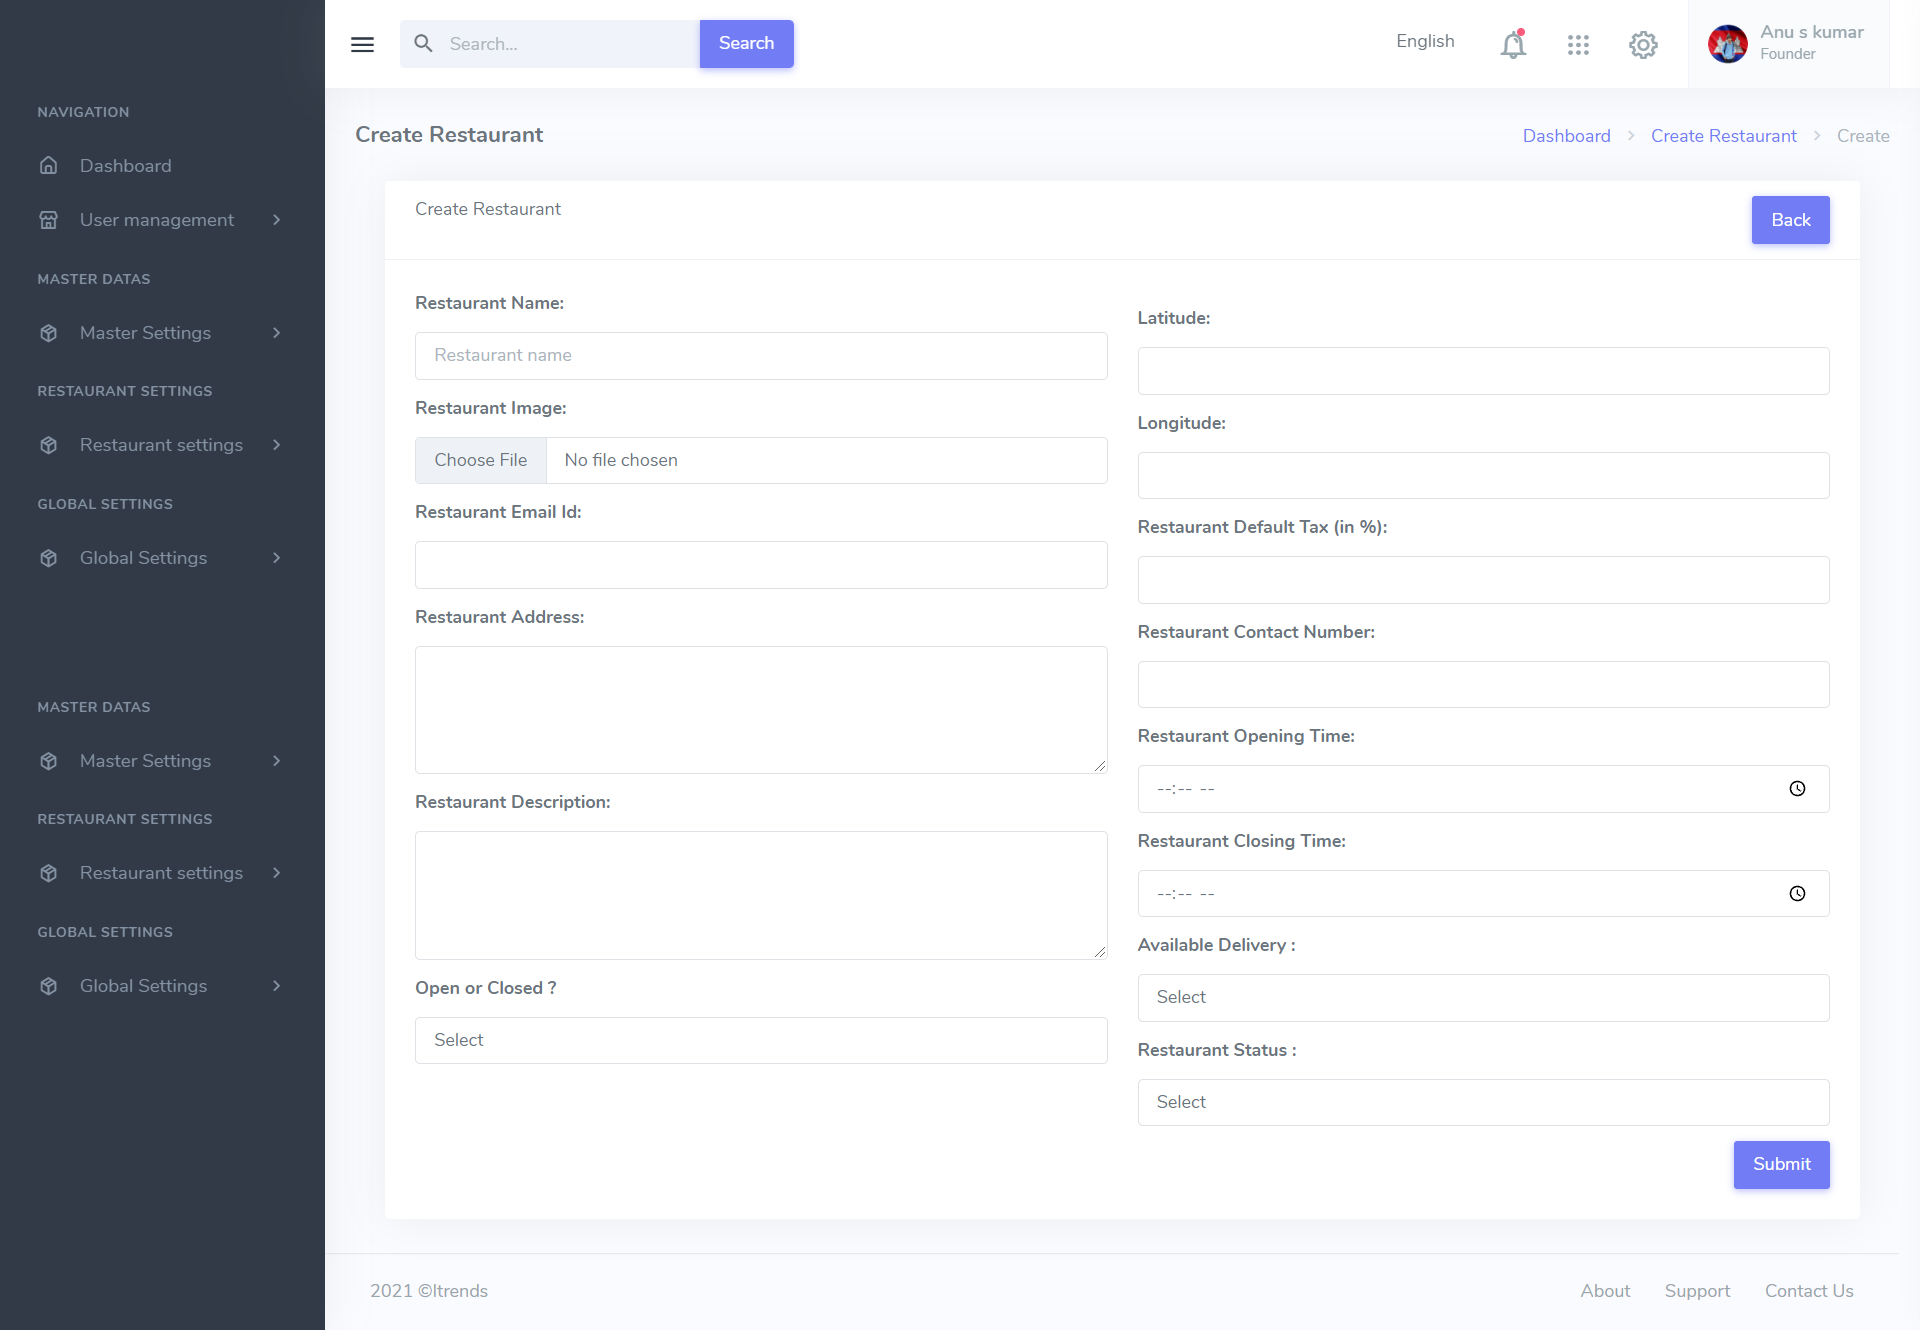 Search...
Search
English
Anu s kumar
Founder
NAVIGATION
Dashboard
User management
MASTER DATAS
Master Settings
RESTAURANT SETTINGS
Restaurant settings
GLOBAL SETTINGS
Global Settings
MASTER DATAS
Master Settings
RESTAURANT SETTINGS
Restaurant settings
GLOBAL SETTINGS
Global Settings
Create Restaurant
Dashboard > Create Restaurant > Create
Create Restaurant
Back
Restaurant Name:
Restaurant name
Restaurant Image:
Choose File No file chosen
Restaurant Email Id:
Restaurant Address:
Restaurant Description:
Open or Closed ?
Select
Latitude:
Longitude:
Restaurant Default Tax (in %):
Restaurant Contact Number:
Restaurant Opening Time:
--:-- --
Restaurant Closing Time:
--:-- --
Available Delivery :
Select
Restaurant Status :
Select
Submit
2021 ©Itrends
About Support Contact Us